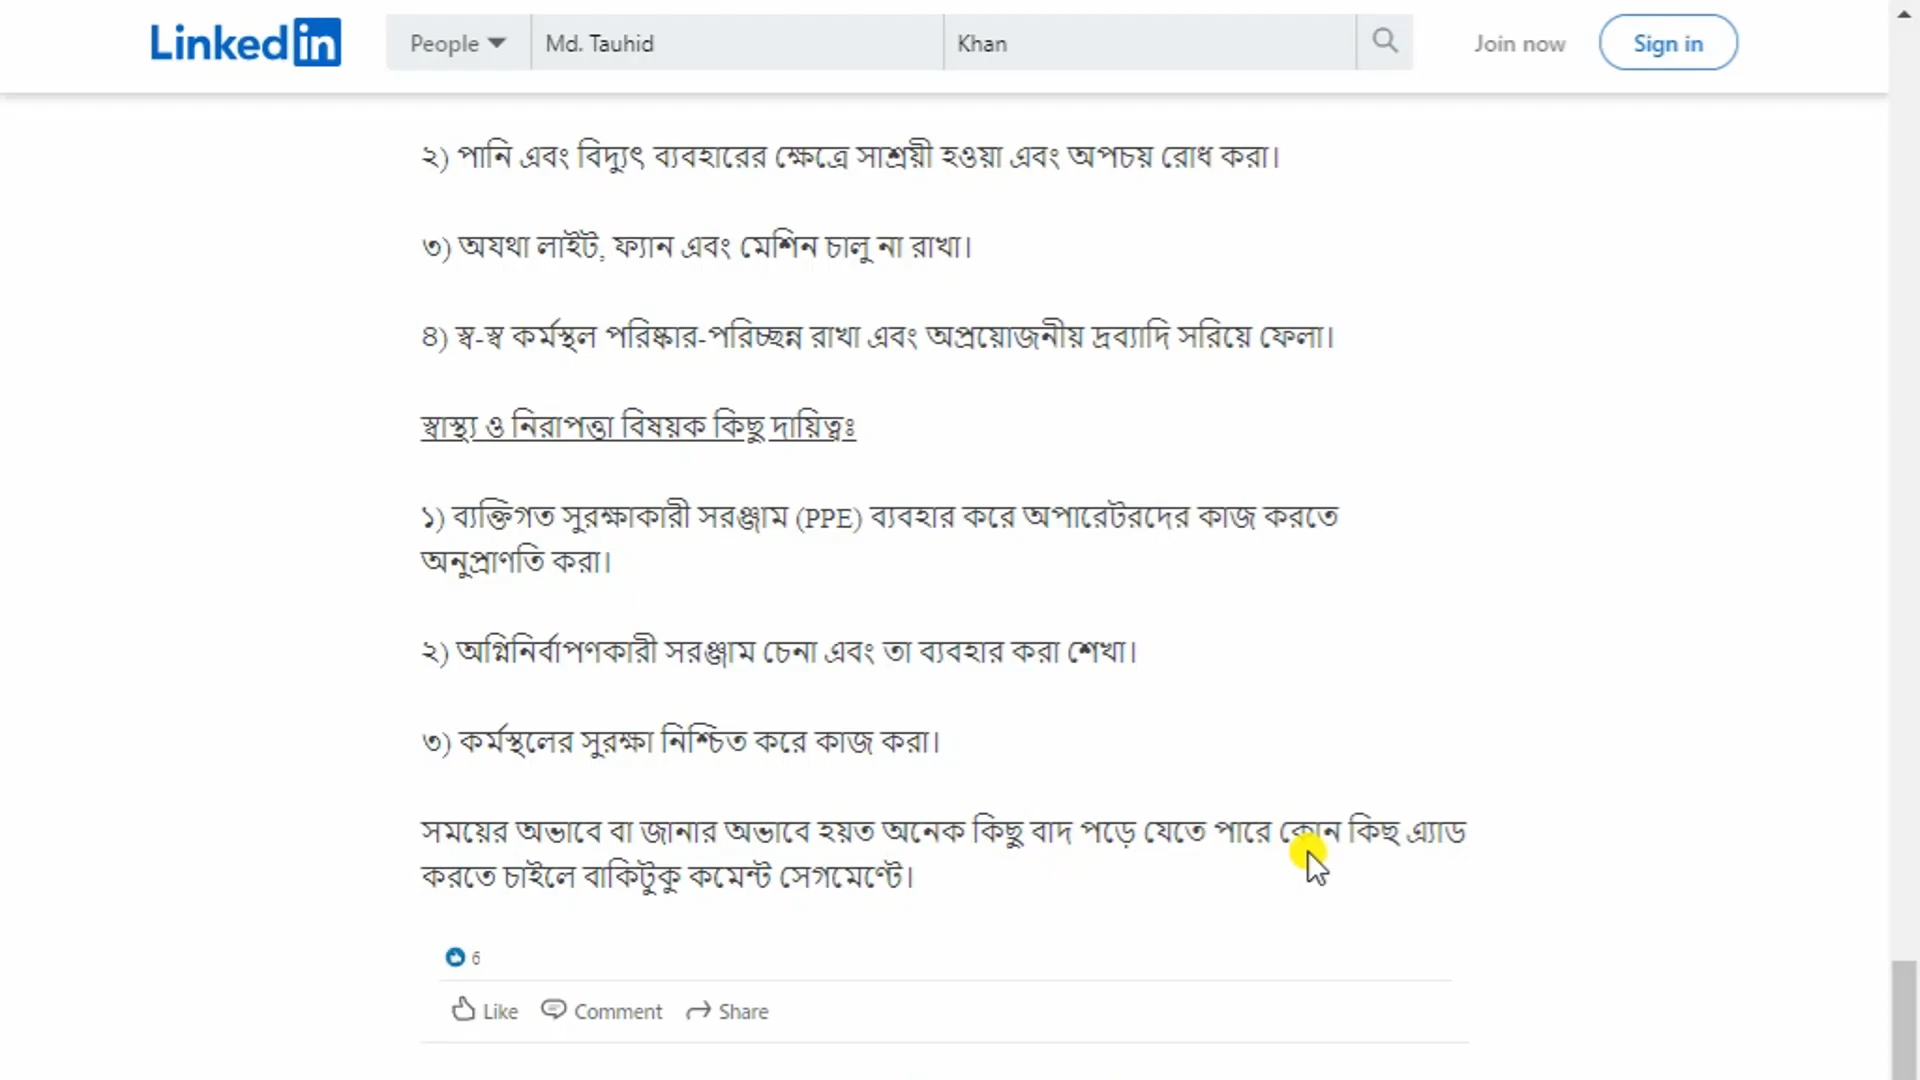 Linked in People Md. Tauhid Khan Join now Sign in
২) পানি এবং বিদ্যুৎ ব্যবহারের ক্ষেত্রে সাশ্রয়ী হওয়া এবং অপচয় রোধ করা।
৩) অযথা লাইট, ফ্যান এবং মেশিন চালু না রাখা।
৪) স্ব-স্ব কর্মস্থল পরিষ্কার-পরিচ্ছন্ন রাখা এবং অপ্রয়োজনীয় দ্রব্যাদি সরিয়ে ফেলা।
স্বাস্থ্য ও নিরাপত্তা বিষয়ক কিছু দায়িত্বঃ
১) ব্যক্তিগত সুরক্ষাকারী সরঞ্জাম (PPE) ব্যবহার করে অপারেটরদের কাজ করতে
অনুপ্রাণতি করা।
২) অগ্নিনির্বাপণকারী সরঞ্জাম চেনা এবং তা ব্যবহার করা শেখা।
৩) কর্মস্থলের সুরক্ষা নিশ্চিত করে কাজ করা।
সময়ের অভাবে বা জানার অভাবে হয়ত অনেক কিছু বাদ পড়ে যেতে পারে কোন কিছ এ্যাড
করতে চাইলে বাকিটুকু কমেন্ট সেগমেণ্টে।
6
Like Comment Share